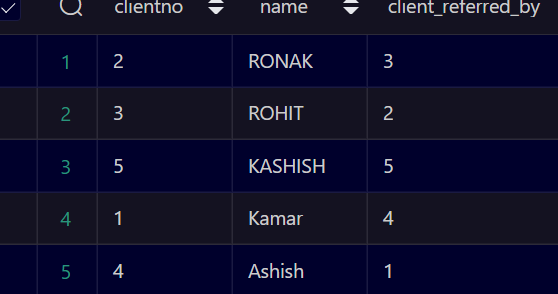 clientno name client_referred_by
1 2 RONAK 3
2 3 ROHIT 2
3 5 KASHISH 5
4 1 Kamar 4
5 4 Ashish 1